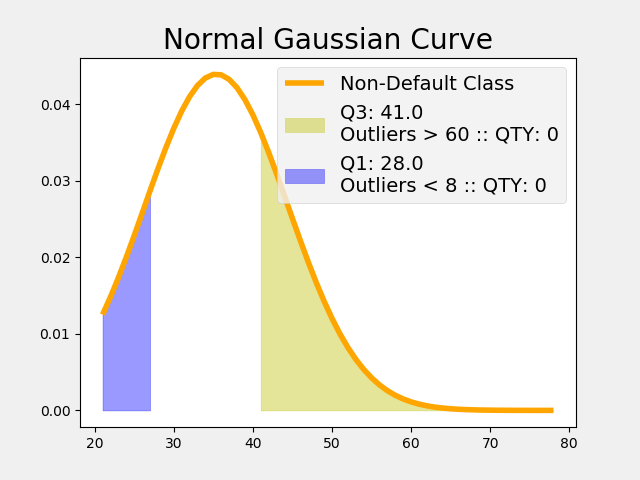 Normal Gaussian Curve
Non-Default Class
Q3: 41.0
Outliers > 60 :: QTY: 0
Q1: 28.0
Outliers < 8 :: QTY: 0
0.04
0.03
0.02
0.01
0.00
20 30 40 50 60 70 80